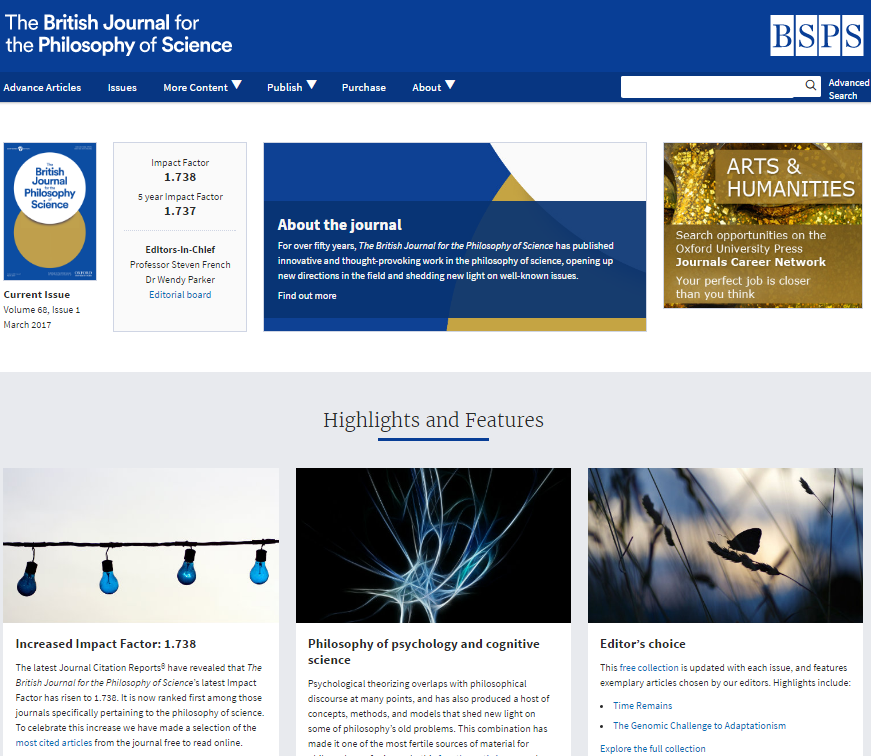 The British Journal for
the Philosophy of Science
BSPS
Advance Articles
Issues
More Content
Publish
Purchase
About
Advanced
Search
The
British
Journal
for the
Philosophy
of
Science
OXFORD
Current Issue
Volume 68, Issue 1
March 2017
Impact Factor
1.738
5 year Impact Factor
1.737
Editors-in-Chief
Professor Steven French
Dr Wendy Parker
Editorial board
About the journal
For over fifty years, The British Journal for the Philosophy of Science has published
innovative and thought-provoking work in the philosophy of science, opening up
new directions in the field and shedding new light on well-known issues.
Find out more
ARTS &
HUMANITIES
Search opportunities on the
Oxford University Press
Journals Career Network
Your perfect job is closer
than you think
Highlights and Features
Increased Impact Factor: 1.738
The latest Journal Citation Reports® have revealed that The
British Journal for the Philosophy of Science's latest Impact
Factor has risen to 1.738. It is now ranked first among those
journals specifically pertaining to the philosophy of science.
To celebrate this increase we have made a selection of the
most cited articles from the journal free to read online.
Philosophy of psychology and cognitive
science
Psychological theorizing overlaps with philosophical
discourse at many points, and has also produced a host of
concepts, methods, and models that shed new light on
some of philosophy's old problems. This combination has
made it one of the most fertile sources of material for
Editor's choice
This free collection is updated with each issue, and features
exemplary articles chosen by our editors. Highlights include:
• Time Remains
• The Genomic Challenge to Adaptationism
Explore the full collection